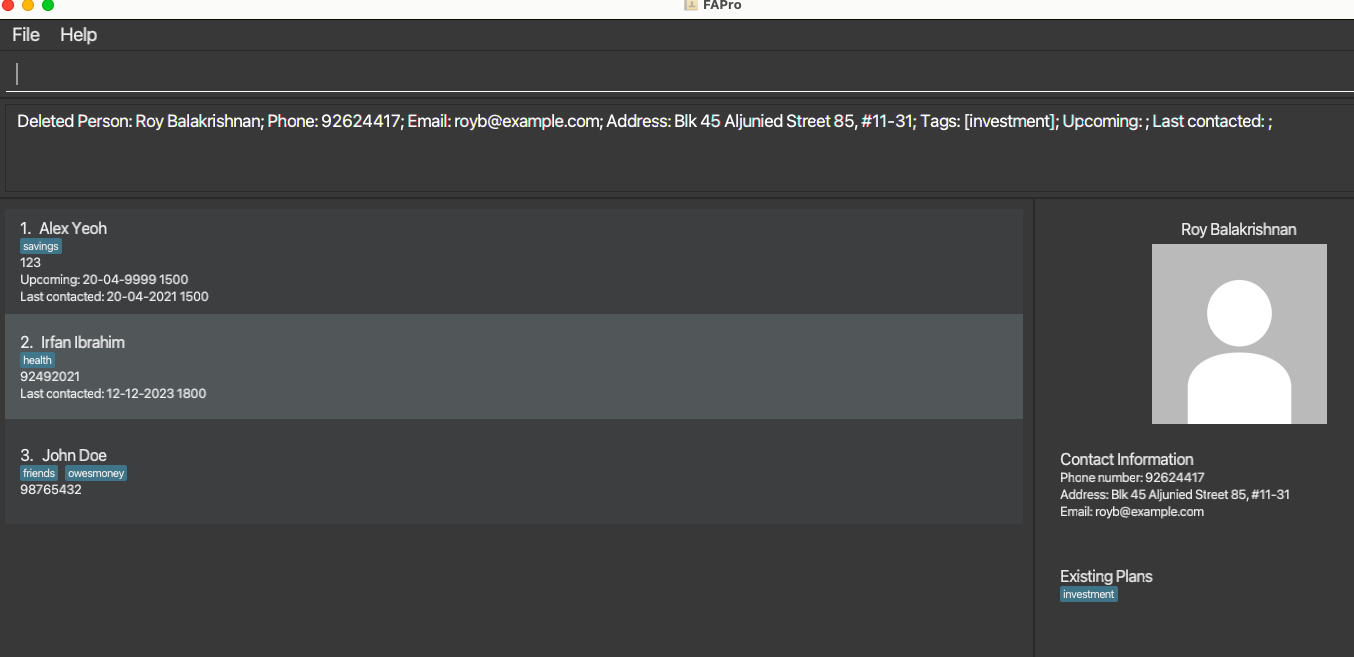 FAPro
File Help
Deleted Person: Roy Balakrishnan; Phone: 92624417; Email: royb@example.com; Address: Blk 45 Aljunied Street 85, #11-31; Tags: [investment]; Upcoming: ; Last contacted: ;
1. Alex Yeoh
savings
123
Upcoming: 20-04-9999 1500
Last contacted: 20-04-2021 1500
2. Irfan Ibrahim
health
92492021
Last contacted: 12-12-2023 1800
3. John Doe
friends owesmoney
98765432
Roy Balakrishnan
Contact Information
Phone number: 92624417
Address: Blk 45 Aljunied Street 85, #11-31
Email: royb@example.com
Existing Plans
investment